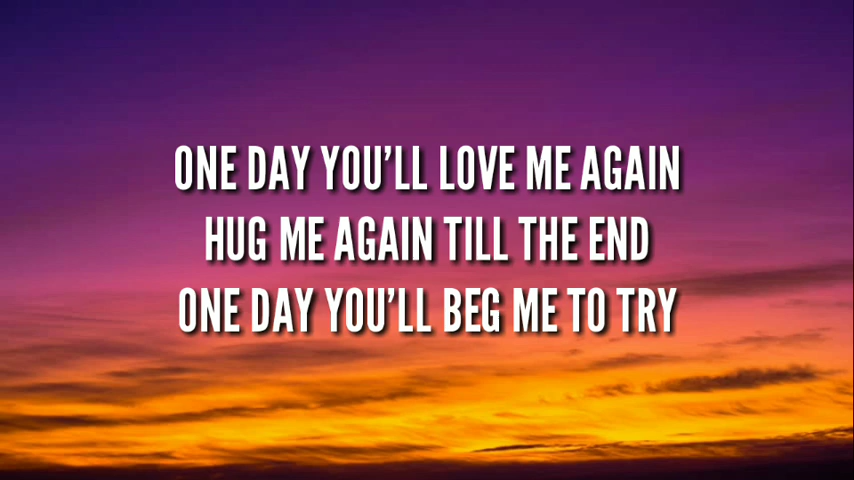 ONE DAY YOU’LL LOVE ME AGAIN
HUG ME AGAIN TILL THE END
ONE DAY YOU’LL BEG ME TO TRY